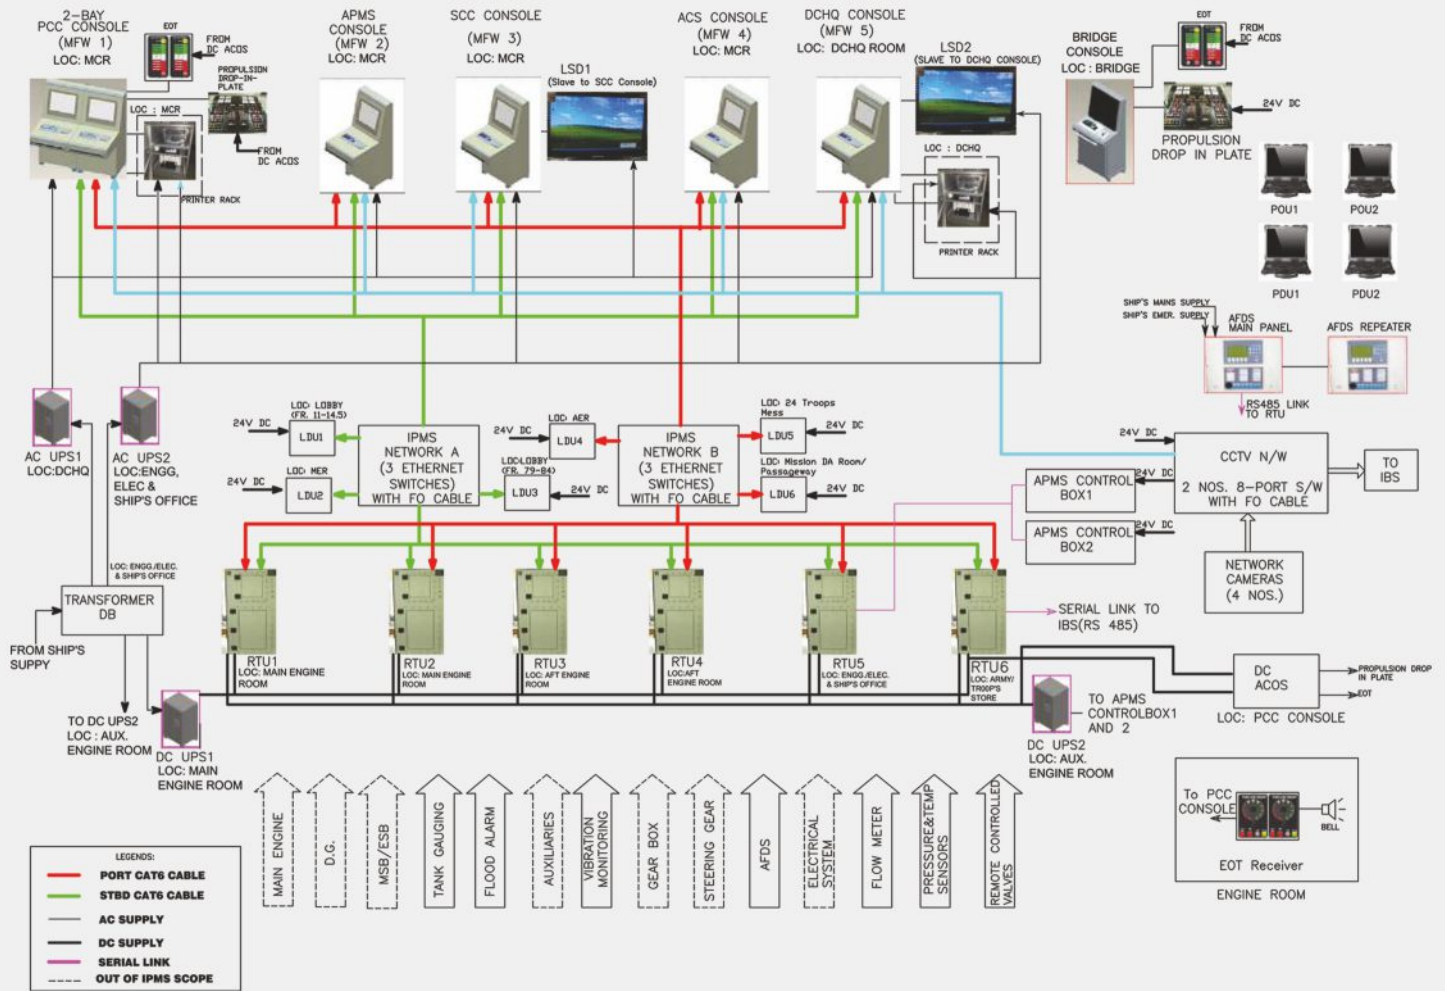 2-BAY
PCC CONSOLE
(MFW 1)
LOC: MCR
EOT
FROM
DC ACOS
PROPULSION
DROP-IN-
PLATE
LOC : MCR
FROM
DC ACOS
PRINTER RACK
APMS
CONSOLE
(MFW 2)
LOC: MCR
SCC CONSOLE
(MFW 3)
LOC: MCR
LSD1
(Slave to SCC Console)
ACS CONSOLE
(MFW 4)
LOC: MCR
DCHQ CONSOLE
(MFW 5)
LOC: DCHQ ROOM
LSD2
(SLAVE TO DCHQ CONSOLE)
LOC : DCHQ
PRINTER RACK
BRIDGE
CONSOLE
LOC : BRIDGE
EOT
FROM
DC ACOS
24V DC
PROPULSION
DROP IN PLATE
POU1
POU2
PDU1
PDU2
SHIP'S MAINS SUPPLY
SHIP'S EMER. SUPPLY
AFDS
MAIN PANEL
AFDS REPEATER
RS485 LINK
TO RTU
AC UPS1
LOC:DCHQ
AC UPS2
LOC:ENGG,
ELEC &
SHIP'S OFFICE
LOC: LOBBY
(FR. 11-14.5)
24V DC
LDU1
LOC: MER
24V DC
LDU2
IPMS
NETWORK A
(3 ETHERNET
SWITCHES)
WITH FO CABLE
LOC: AER
24V DC
LDU4
LOC:LOBBY
(FR. 79-84)
LDU3
24V DC
IPMS
NETWORK B
(3 ETHERNET
SWITCHES)
WITH FO CABLE
LOC: 24 Troops
Mess
LDU5
24V DC
LOC: Mission DA Room/
Passageway
LDU6
24V DC
24V DC
CCTV N/W
2 NOS. 8-PORT S/W
WITH FO CABLE
TO
IBS
APMS CONTROL
BOX1
24V DC
APMS CONTROL
BOX2
24V DC
NETWORK
CAMERAS
(4 NOS.)
LOC: ENGG./ELEC.
& SHIP'S OFFICE
TRANSFORMER
DB
FROM SHIP'S
SUPPY
RTU1
LOC: MAIN ENGINE
ROOM
RTU2
LOC: MAIN ENGINE
ROOM
RTU3
LOC: AFT ENGINE
ROOM
RTU4
LOC:AFT
ENGINE ROOM
RTU5
LOC: ENGG./ELEC.
& SHIP'S OFFICE
RTU6
LOC: ARMY/
TROOP'S
STORE
SERIAL LINK TO
IBS(RS 485)
DC
ACOS
LOC: PCC CONSOLE
PROPULSION DROP
IN PLATE
EOT
TO DC UPS2
LOC : AUX.
ENGINE ROOM
DC UPS1
LOC: MAIN
ENGINE ROOM
TO APMS
CONTROLBOX1
AND 2
DC UPS2
LOC: AUX.
ENGINE ROOM
MAIN ENGINE
D.G.
MSB/ESB
TANK GAUGING
FLOOD ALARM
AUXILIARIES
VIBRATION
MONITORING
GEAR BOX
STEERING GEAR
AFDS
ELECTRICAL
SYSTEM
FLOW METER
PRESSURE&TEMP
SENSORS
REMOTE CONTROLLED
VALVES
To PCC
CONSOLE
BELL
EOT Receiver
ENGINE ROOM
LEGENDS:
PORT CAT6 CABLE
STBD CAT6 CABLE
AC SUPPLY
DC SUPPLY
SERIAL LINK
OUT OF IPMS SCOPE